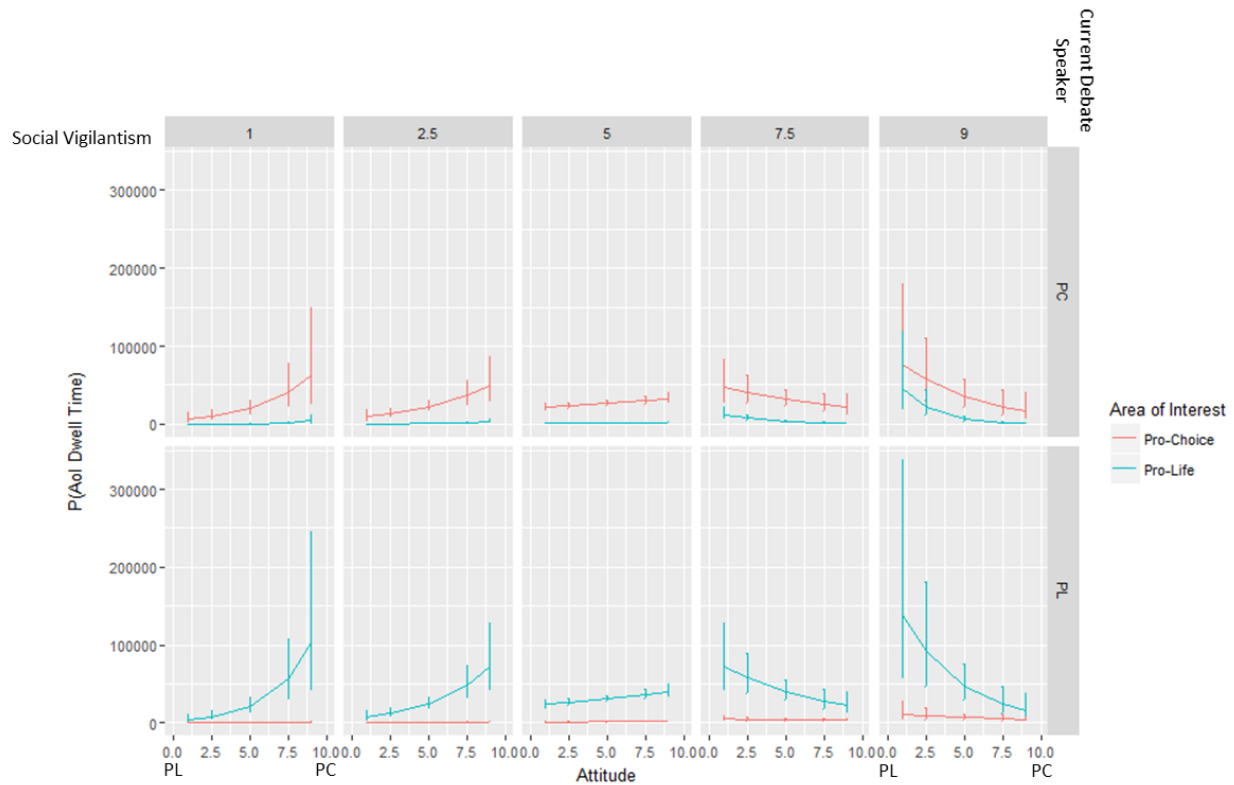 Current Debate
Speaker
Social Vigilantism
1 2.5 5 7.5 9
300000
200000
100000
0
PC
P(AoI Dwell Time)
Area of Interest
Pro-Choice
Pro-Life
300000
200000
100000
0
PL
0.0 2.5 5.0 7.5 10.0 0.0 2.5 5.0 7.5 10.0 0.0 2.5 5.0 7.5 10.0 0.0 2.5 5.0 7.5 10.0 0.0 2.5 5.0 7.5 10.0
PL PC PL PC
Attitude